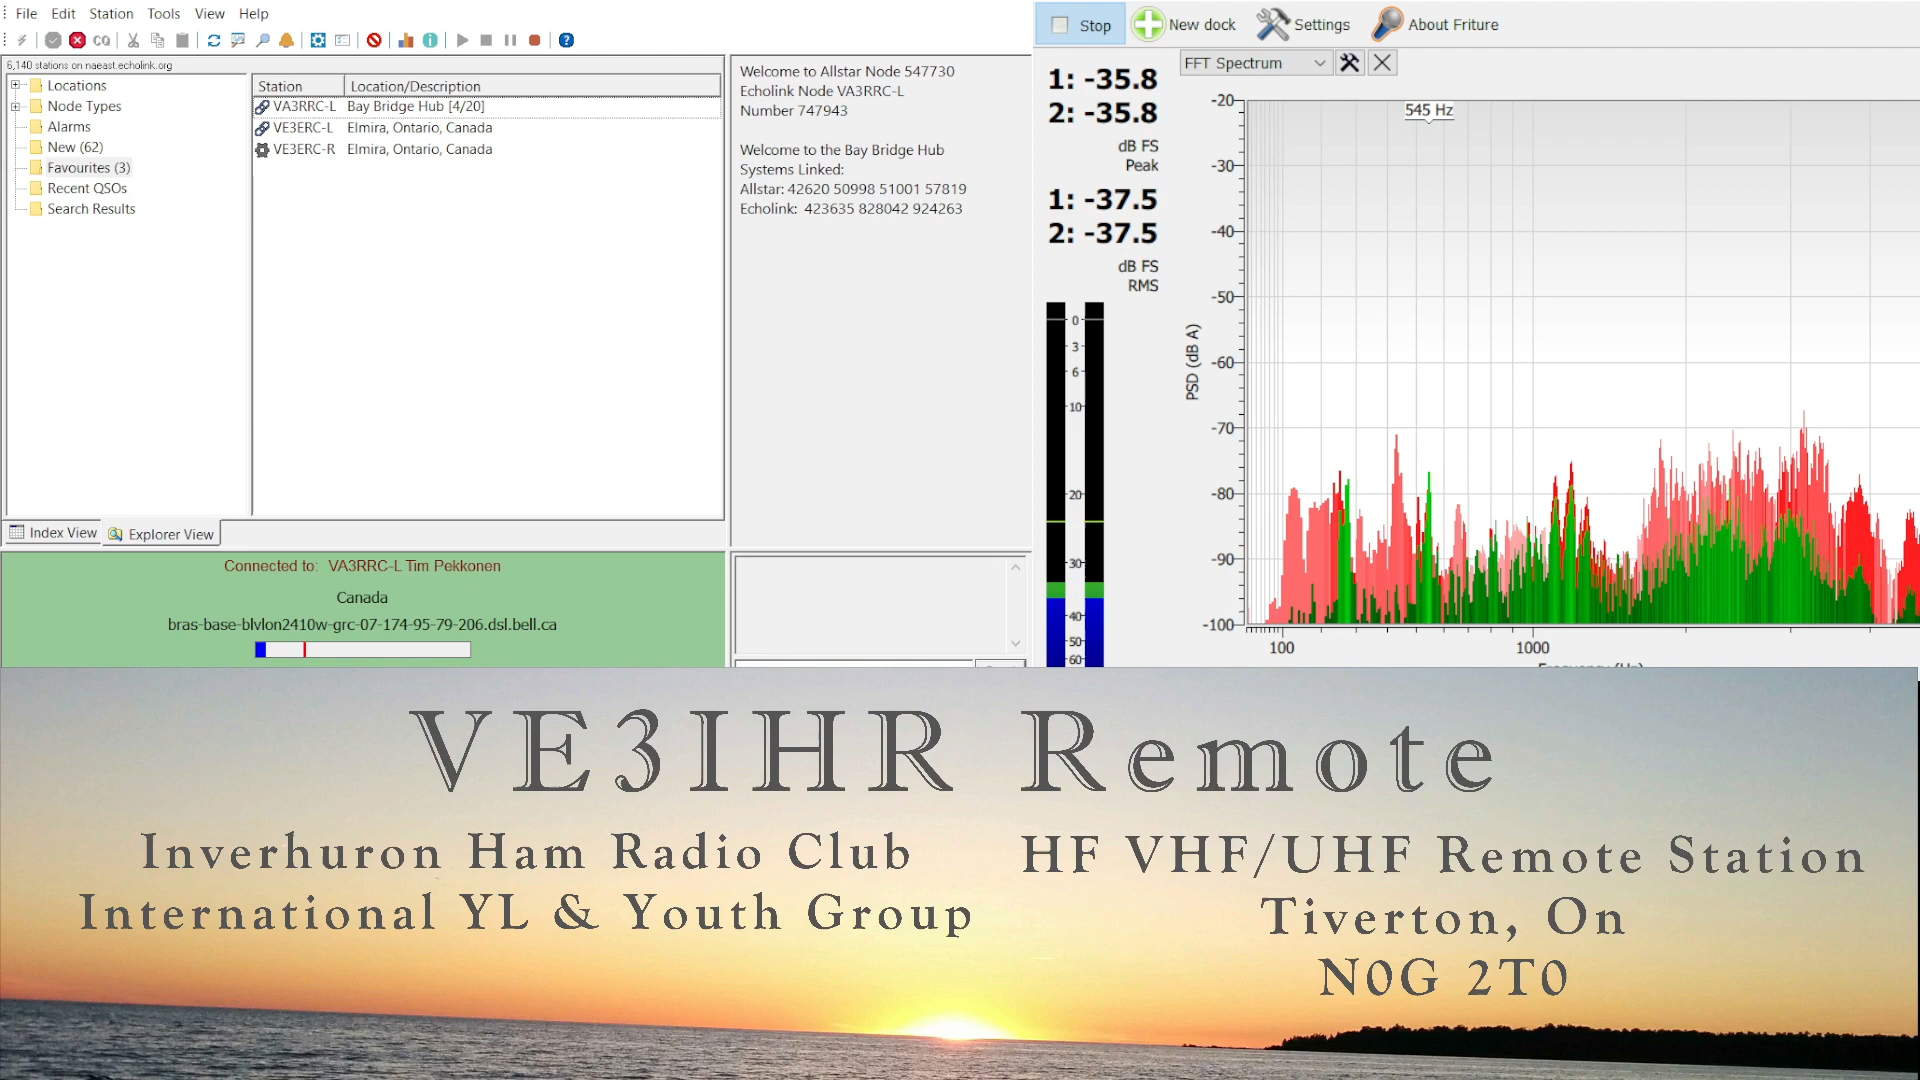 File Edit Station Tools View Help
CQ
6,140 stations on naeast.echolink.org
Locations
Node Types
Alarms
New (62)
Favourites (3)
Recent QSOs
Search Results
Station Location/Description
VA3RRC-L Bay Bridge Hub [4/20]
VE3ERC-L Elmira, Ontario, Canada
VE3ERC-R Elmira, Ontario, Canada
Index View Explorer View
Connected to: VA3RRC-L Tim Pekkonen
Canada
bras-base-blvlon2410w-grc-07-174-95-79-206.dsl.bell.ca
Welcome to Allstar Node 547730
Echolink Node VA3RRC-L
Number 747943
Welcome to the Bay Bridge Hub
Systems Linked:
Allstar: 42620 50998 51001 57819
Echolink: 423635 828042 924263
Stop New dock Settings About Friture
1: -35.8
2: -35.8
dB FS
Peak
1: -37.5
2: -37.5
dB FS
RMS
0
3
6
10
20
30
40
50
60
FFT Spectrum
545 Hz
PSD (dB A)
-20
-30
-40
-50
-60
-70
-80
-90
-100
100 1000
VE3IHR Remote
Inverhuron Ham Radio Club
International YL & Youth Group
HF VHF/UHF Remote Station
Tiverton, On
N0G 2T0